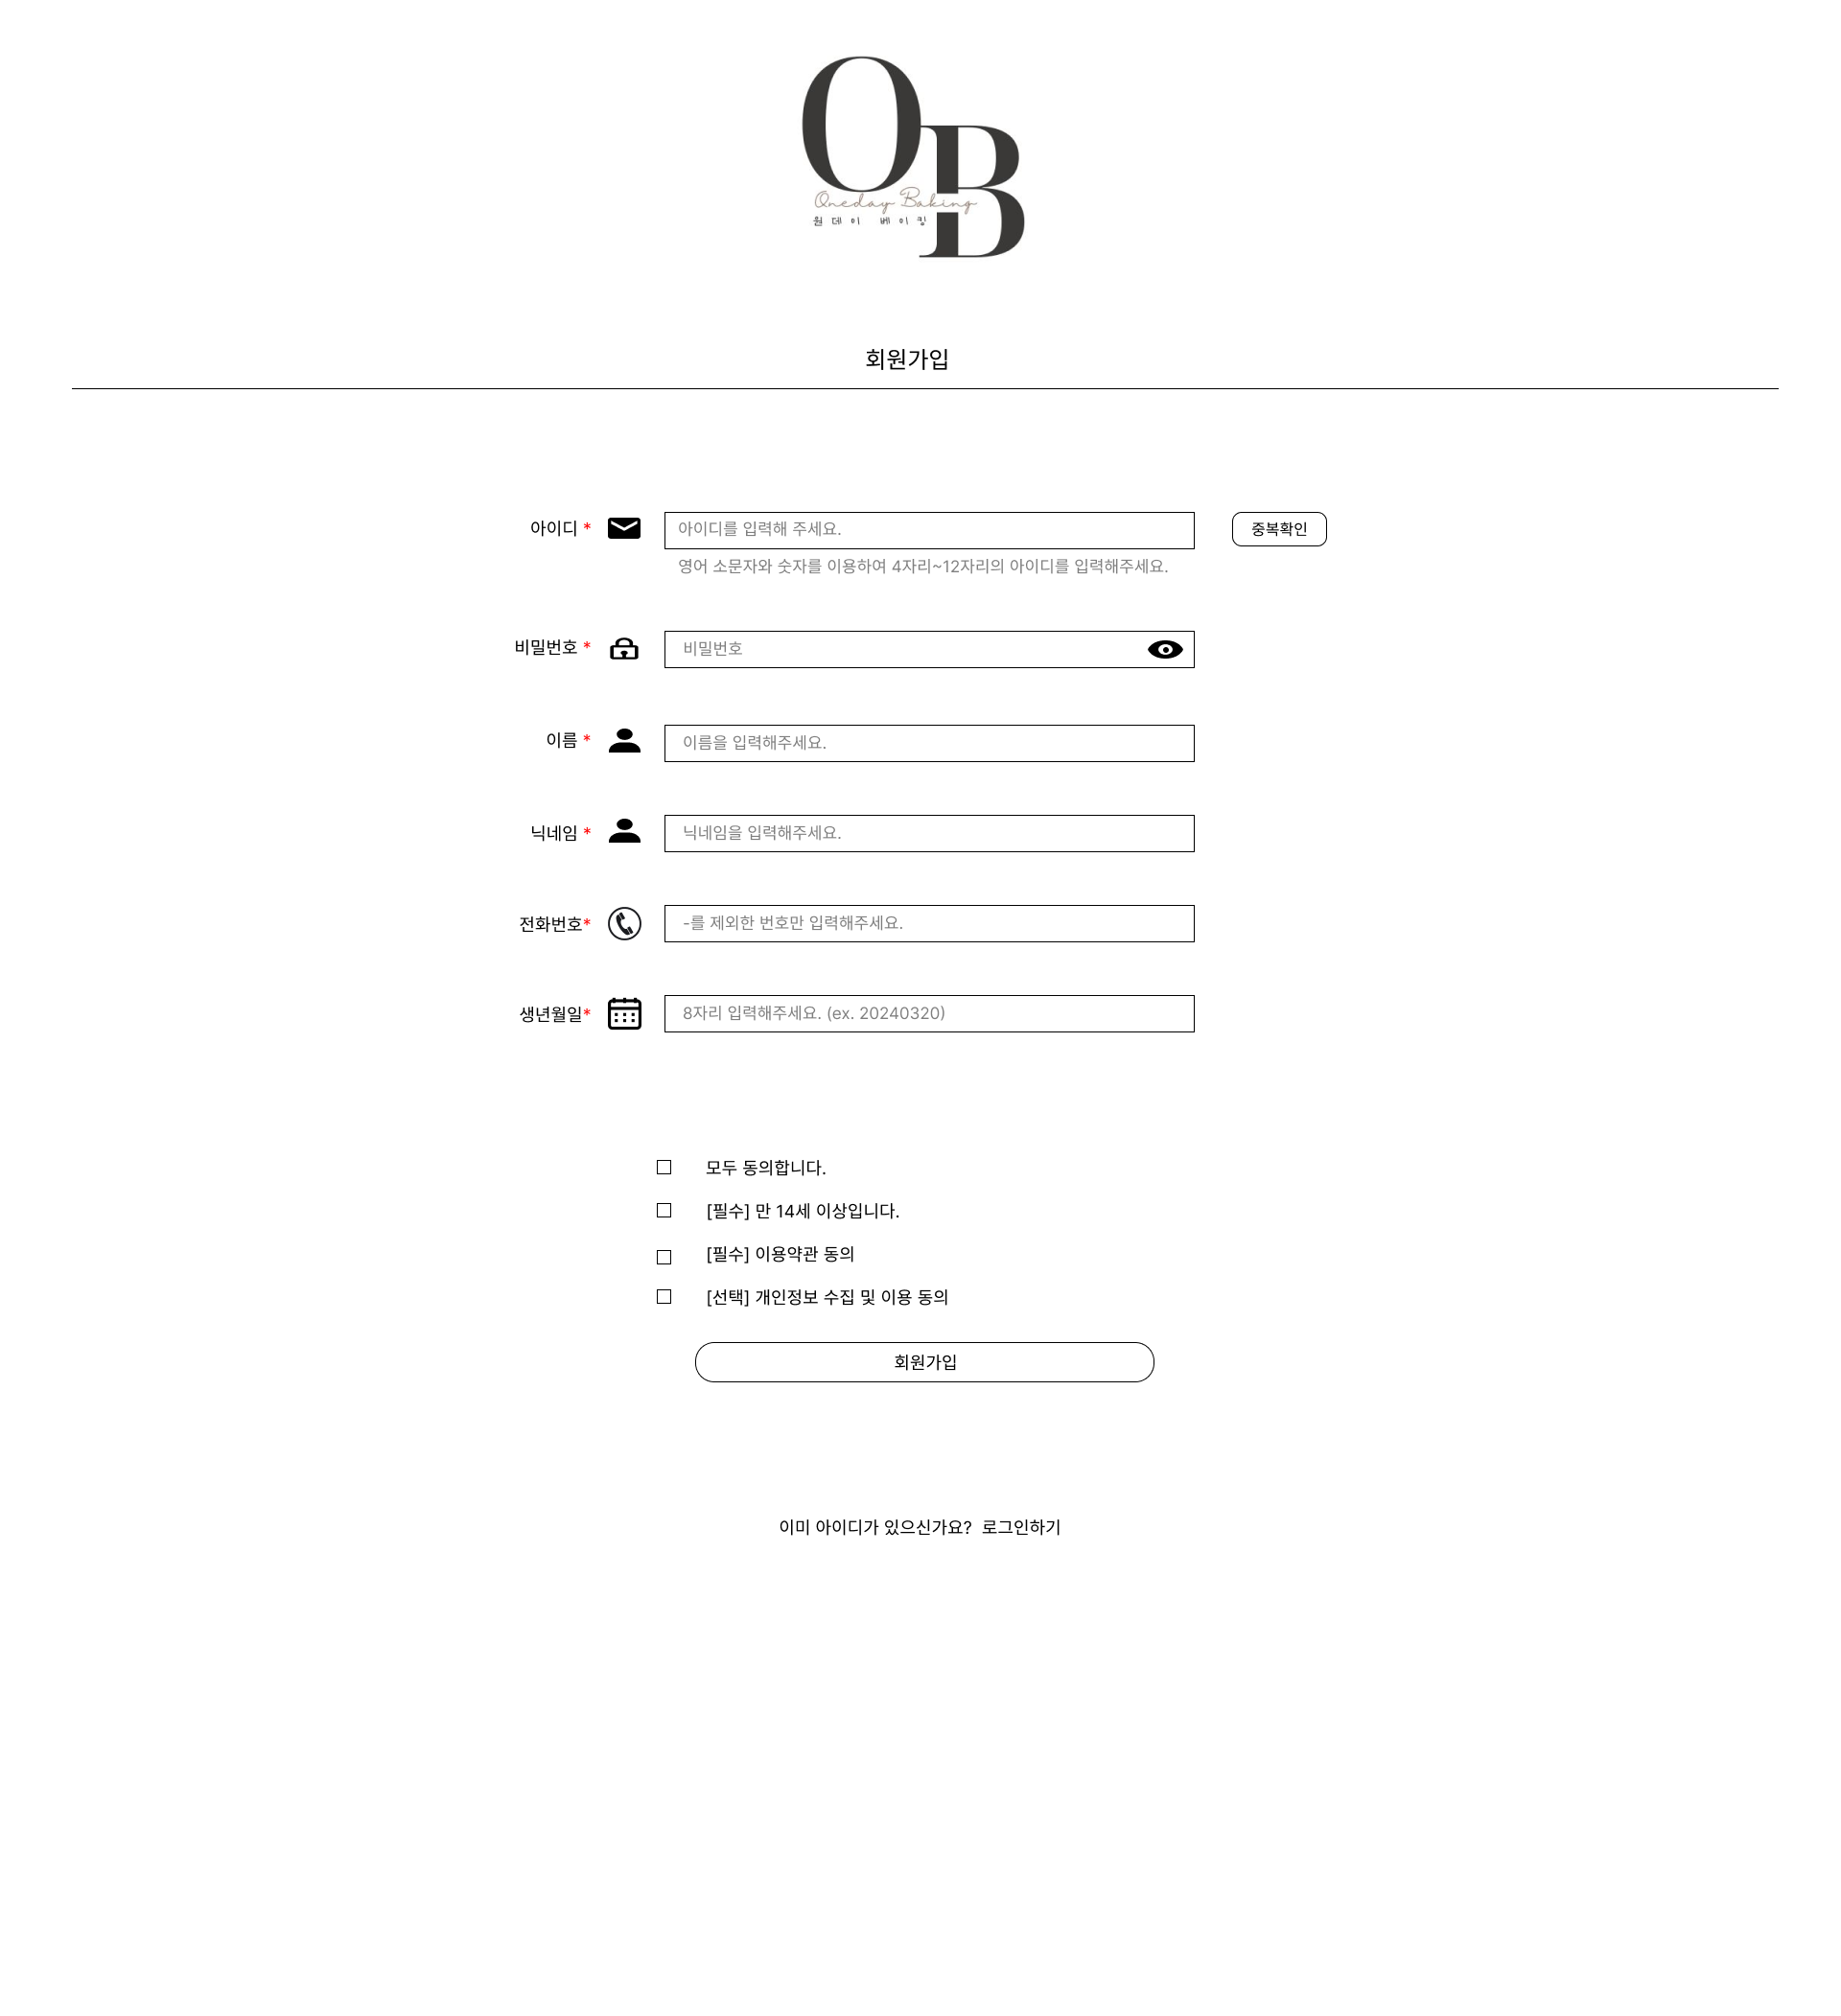 OB
Oneday Baking
원데이 베이킹
회원가입
아이디 * 아이디를 입력해 주세요. 중복확인
영어 소문자와 숫자를 이용하여 4자리~12자리의 아이디를 입력해주세요.
비밀번호 * 비밀번호
이름 * 이름을 입력해주세요.
닉네임 * 닉네임을 입력해주세요.
전화번호* -를 제외한 번호만 입력해주세요.
생년월일* 8자리 입력해주세요. (ex. 20240320)
모두 동의합니다.
[필수] 만 14세 이상입니다.
[필수] 이용약관 동의
[선택] 개인정보 수집 및 이용 동의
회원가입
이미 아이디가 있으신가요? 로그인하기